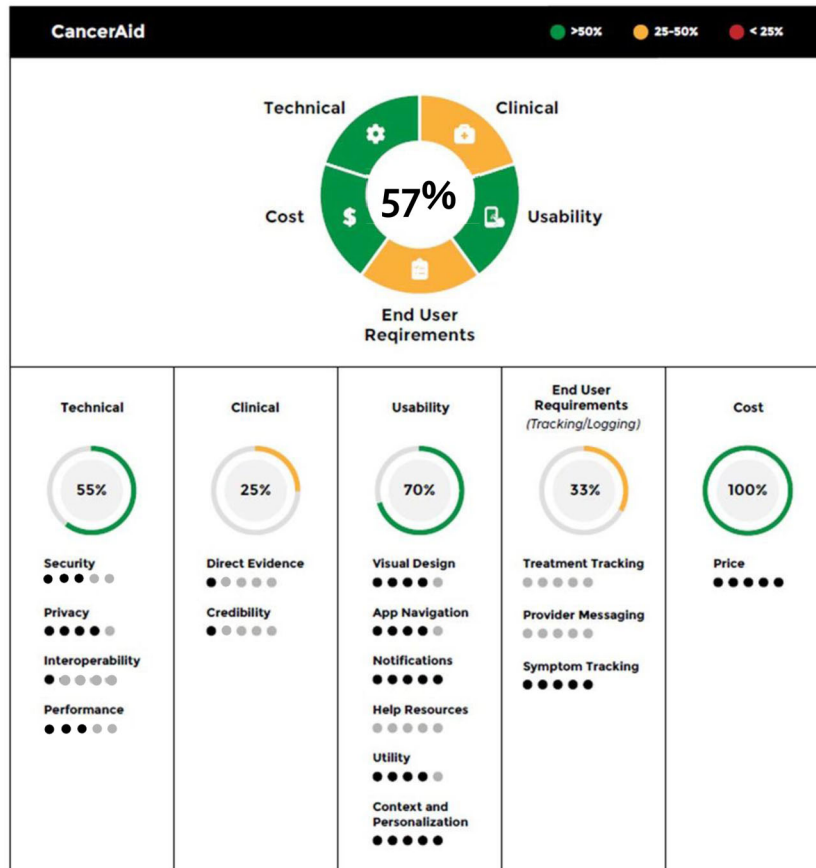 CancerAid
>50%
25-50%
< 25%
Technical
Clinical
57%
Cost
Usability
End User
Reqirements
Technical
55%
Security
Privacy
Interoperability
Performance
Clinical
25%
Direct Evidence
Credibility
Usability
70%
Visual Design
App Navigation
Notifications
Help Resources
Utility
Context and
Personalization
End User
Requirements
(Tracking/Logging)
33%
Treatment Tracking
Provider Messaging
Symptom Tracking
Cost
100%
Price